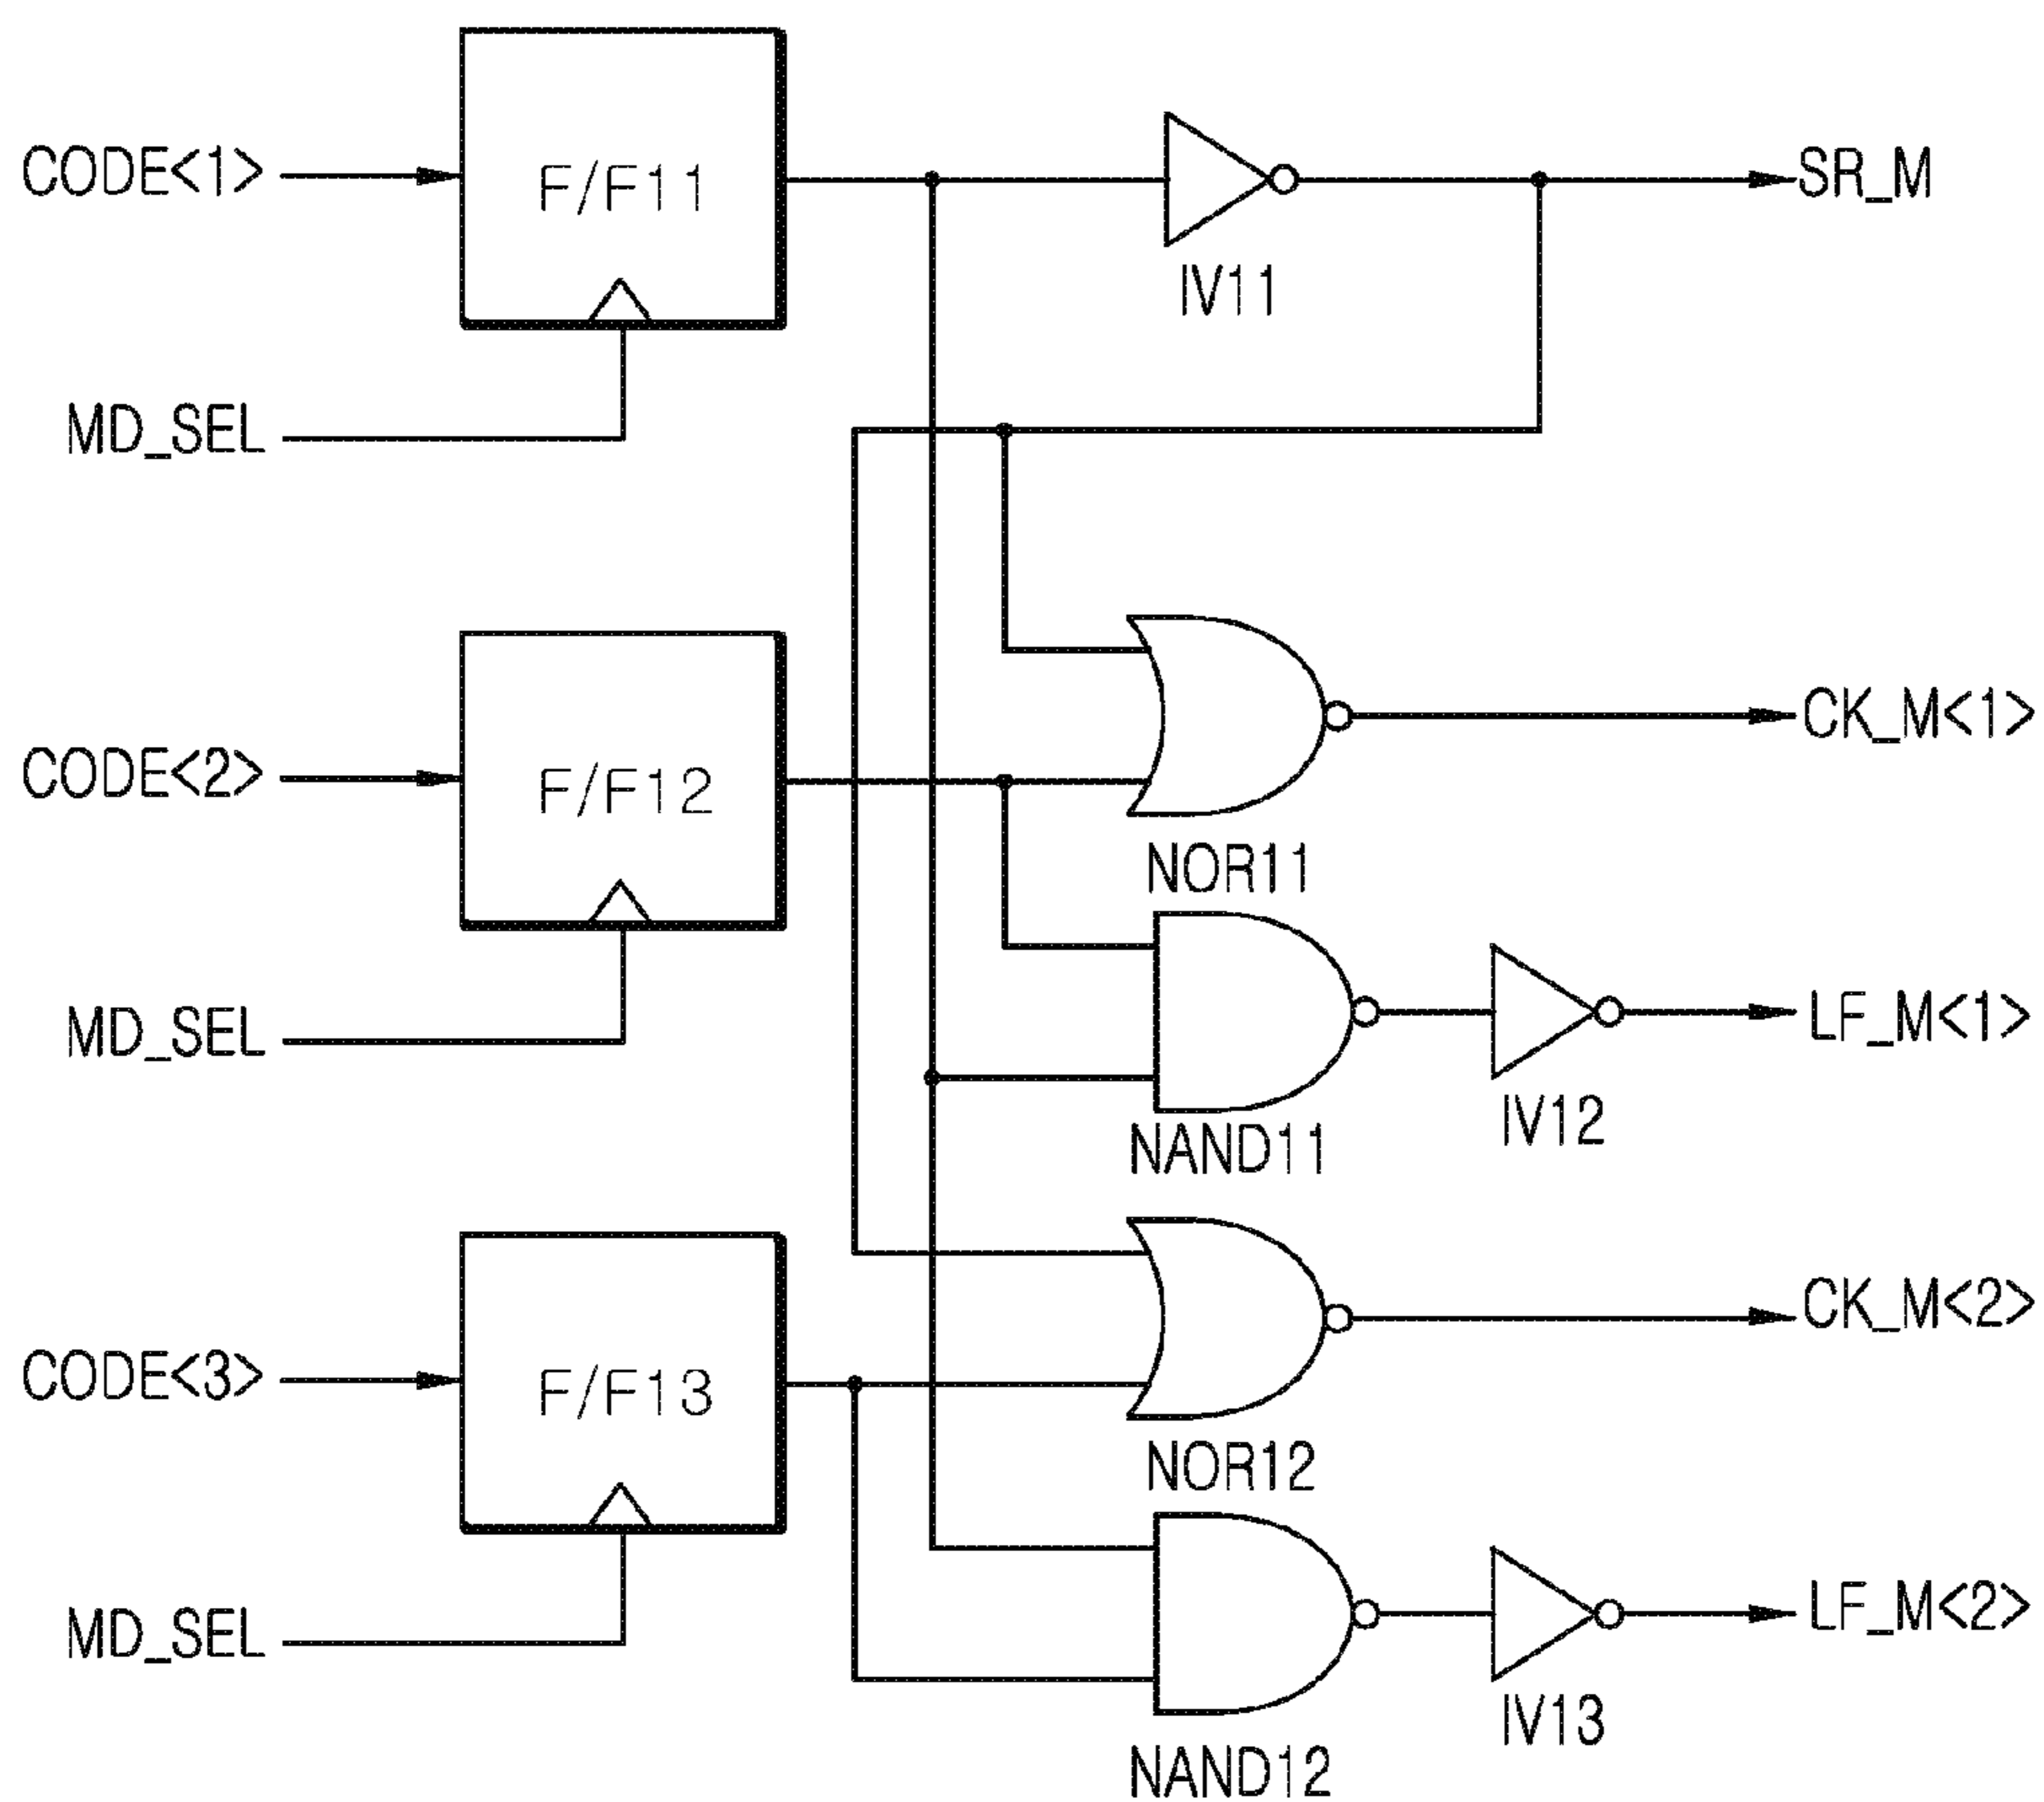 CODE<1>
F/F11
SR_M
IV11
MD_SEL
CK_M<1>
CODE<2>
F/F12
NOR11
MD_SEL
LF_M<1>
IV12
NAND11
CK_M<2>
CODE<3>
F/F13
NOR12
MD_SEL
LF_M<2>
IV13
NAND12